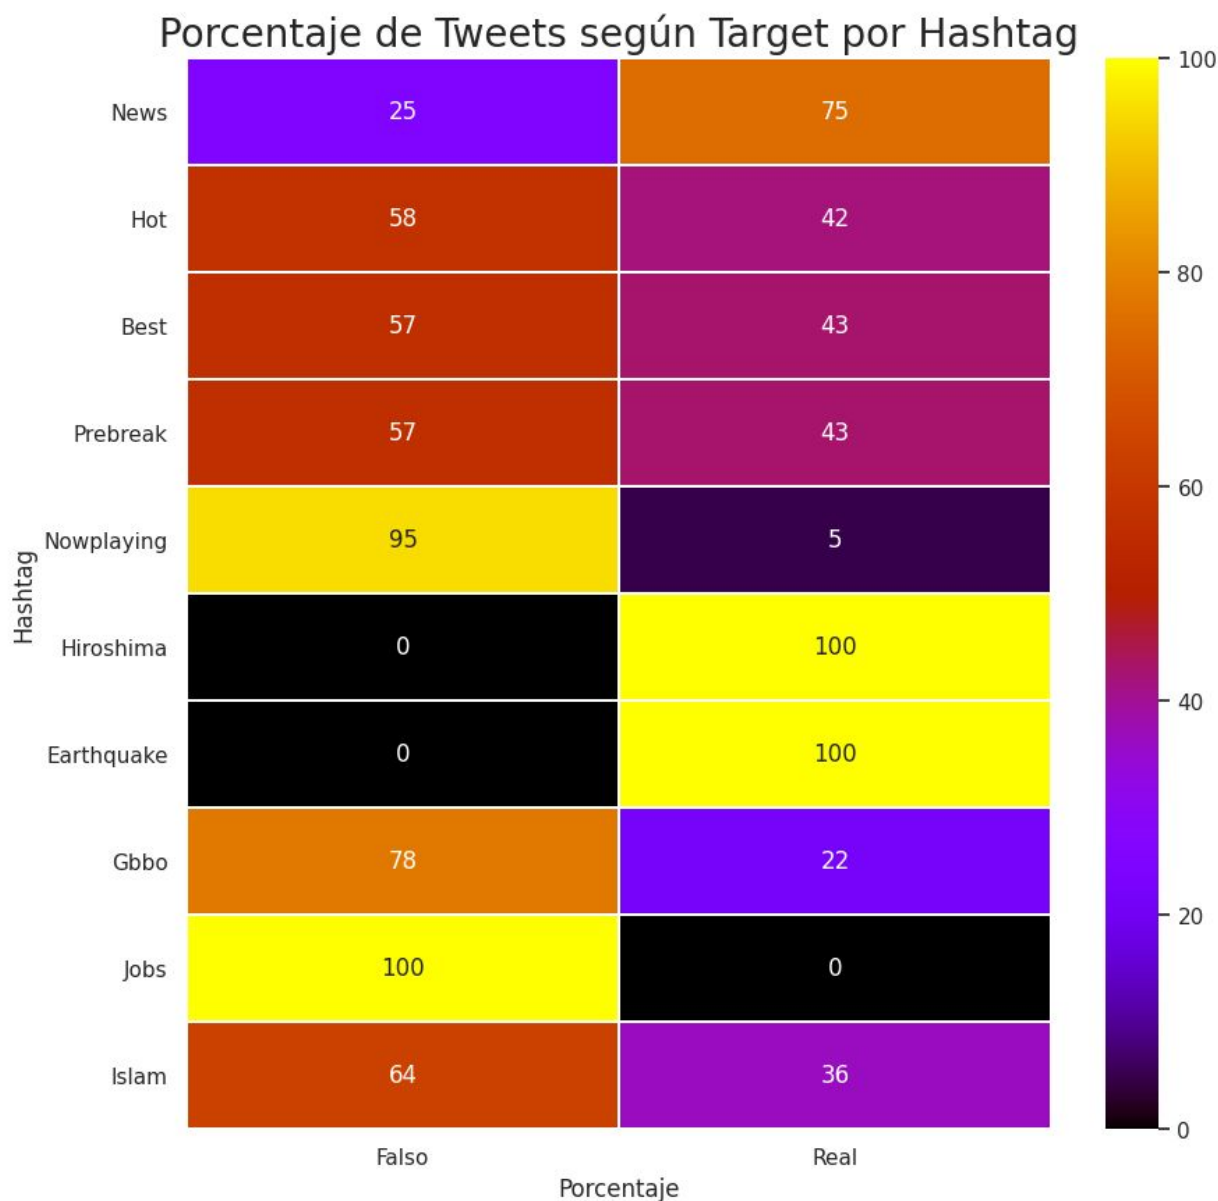 Porcentaje de Tweets según Target por Hashtag
News 25 75
Hot 58 42
Best 57 43
Prebreak 57 43
Nowplaying 95 5
Hiroshima 0 100
Earthquake 0 100
Gbbo 78 22
Jobs 100 0
Islam 64 36
Falso Real
Porcentaje
Hashtag
100
80
60
40
20
0